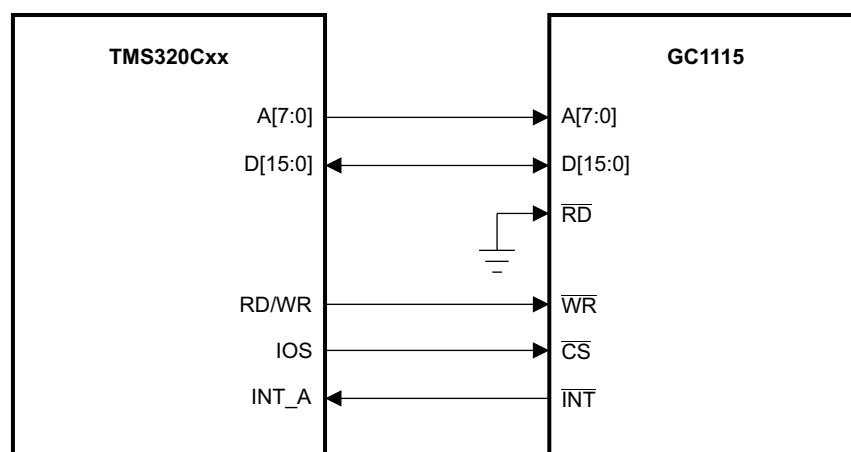 TMS320Cxx
GC1115
A[7:0]
A[7:0]
D[15:0]
D[15:0]
RD
RD/WR
WR
IOS
CS
INT_A
INT